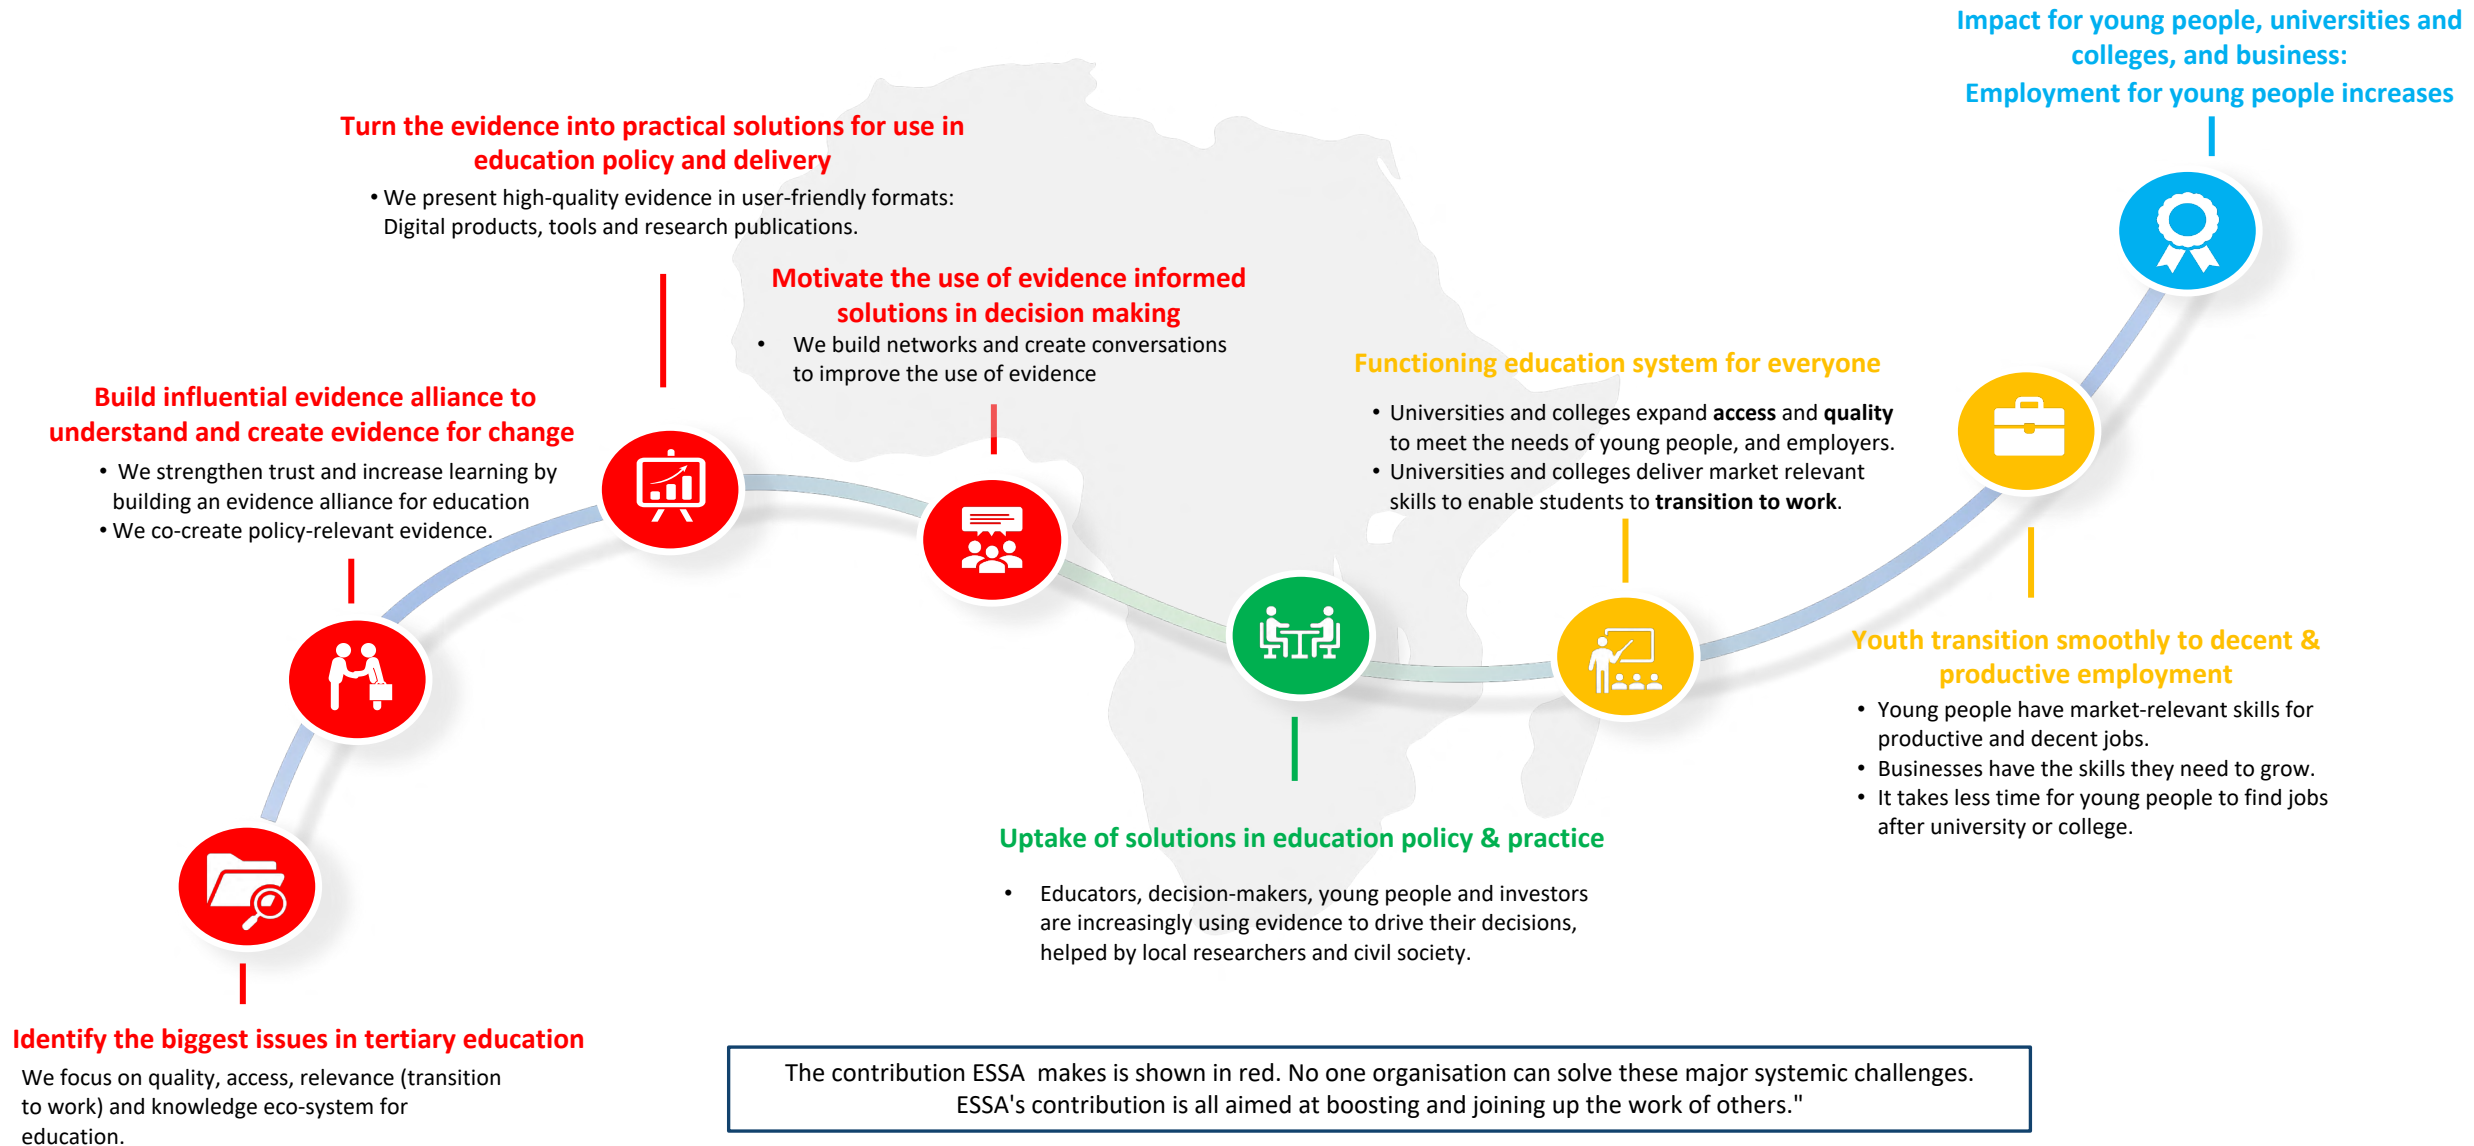 Identify the biggest issues in tertiary education
We focus on quality, access, relevance (transition
to work) and knowledge eco-system for
education.
Build influential evidence alliance to
understand and create evidence for change
• We strengthen trust and increase learning by
building an evidence alliance for education
• We co-create policy-relevant evidence.
Turn the evidence into practical solutions for use in
education policy and delivery
• We present high-quality evidence in user-friendly formats:
Digital products, tools and research publications.
Motivate the use of evidence informed
solutions in decision making
• We build networks and create conversations
to improve the use of evidence
Uptake of solutions in education policy & practice
• Educators, decision-makers, young people and investors
are increasingly using evidence to drive their decisions,
helped by local researchers and civil society.
Functioning education system for everyone
• Universities and colleges expand access and quality
to meet the needs of young people, and employers.
• Universities and colleges deliver market relevant
skills to enable students to transition to work.
Youth transition smoothly to decent &
productive employment
• Young people have market-relevant skills for
productive and decent jobs.
• Businesses have the skills they need to grow.
• It takes less time for young people to find jobs
after university or college.
Impact for young people, universities and
colleges, and business:
Employment for young people increases
The contribution ESSA  makes is shown in red. No one organisation can solve these major systemic challenges.
ESSA's contribution is all aimed at boosting and joining up the work of others."